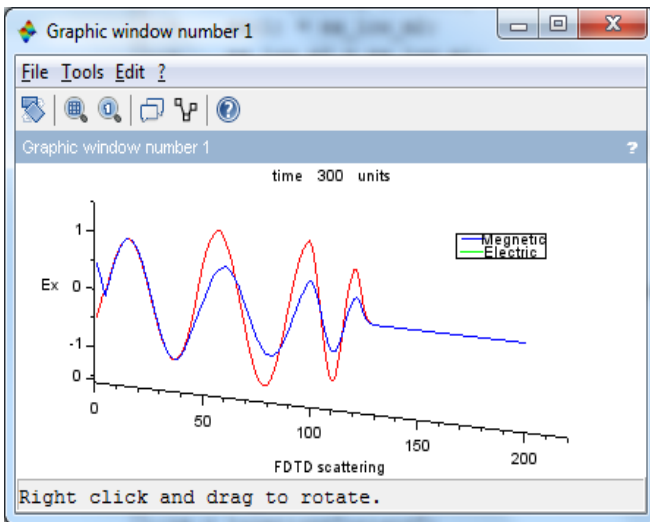 Graphic window number 1
File Tools Edit ?
Graphic window number 1 ?
time 300 units
1
Ex 0
-1
0
Megnetic
Electric
0
50
100
150
200
FDTD scattering
Right click and drag to rotate.